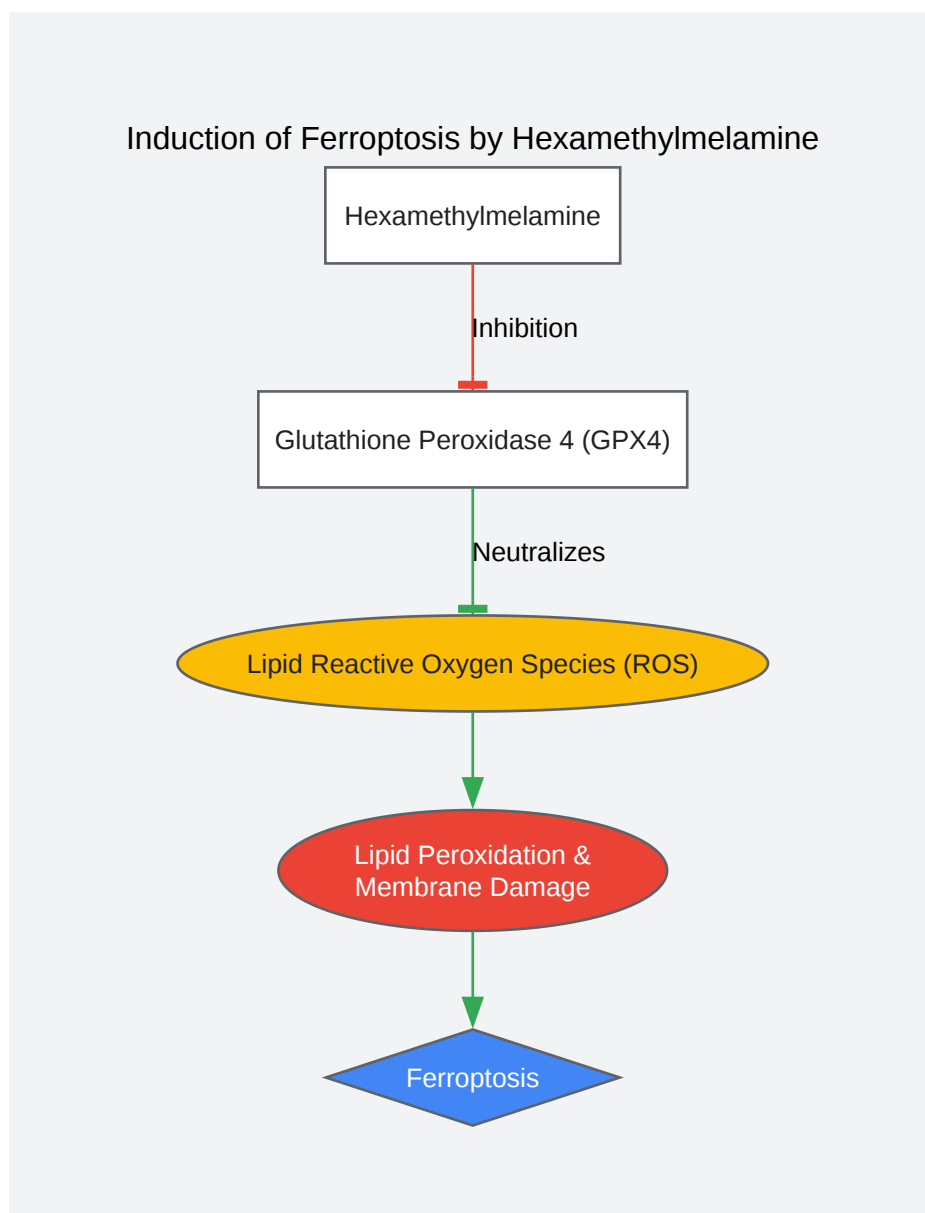 Induction of Ferroptosis by Hexamethylmelamine
Hexamethylmelamine
Inhibition
Glutathione Peroxidase 4 (GPX4)
Neutralizes
Lipid Reactive Oxygen Species (ROS)
Lipid Peroxidation &
Membrane Damage
Ferroptosis